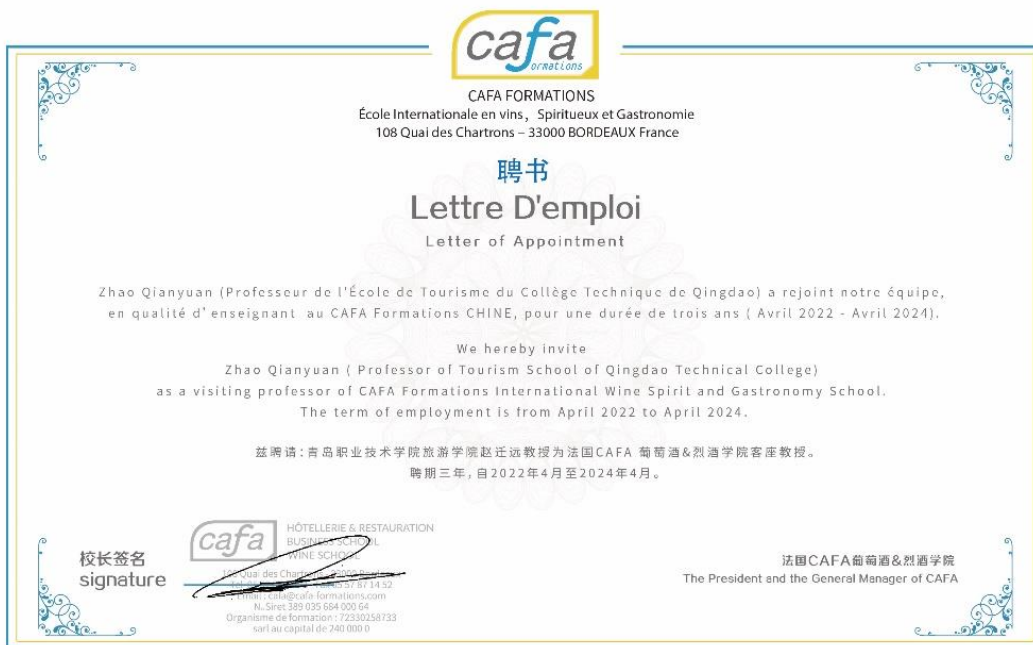 cafa
ormations
CAFA FORMATIONS
École Internationale en vins, Spiritueux et Gastronomie
108 Quai des Chartrons – 33000 BORDEAUX France
聘书
Lettre D'emploi
Letter of Appointment
Zhao Qianyuan (Professeur de l'École de Tourisme du Collège Technique de Qingdao) a rejoint notre équipe,
en qualité d'enseignant au CAFA Formations CHINE, pour une durée de trois ans ( Avril 2022 - Avril 2024).
We hereby invite
Zhao Qianyuan ( Professor of Tourism School of Qingdao Technical College)
as a visiting professor of CAFA Formations International Wine Spirit and Gastronomy School.
The term of employment is from April 2022 to April 2024.
兹聘请:青岛职业技术学院旅游学院赵迁远教授为法国CAFA 葡萄酒&烈酒学院客座教授。
聘期三年,自2022年4月至2024年4月。
校长签名
signature
cafa
HÔTELLERIE & RESTAURATION
BUSINESS SCHOOL
WINE SCHOOL
108 Quai des Chartrons
14 52
cafa@cafa-formations.com
N. Siret 389 035 684 000 64
Organisme de formation : 72330258733
sarl au capital de 240 000
法国CAFA葡萄酒&烈酒学院
The President and the General Manager of CAFA